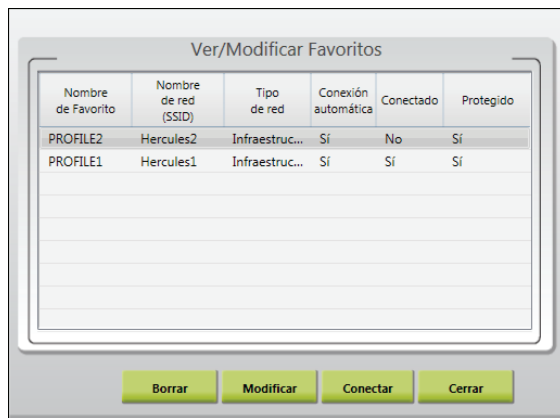 Ver/Modificar Favoritos
Nombre de Favorito Nombre de red (SSID) Tipo de red Conexión automática Conectado Protegido
PROFILE2 Hercules2 Infraestruc... Sí No Sí
PROFILE1 Hercules1 Infraestruc... Sí Sí Sí
Borrar Modificar Conectar Cerrar